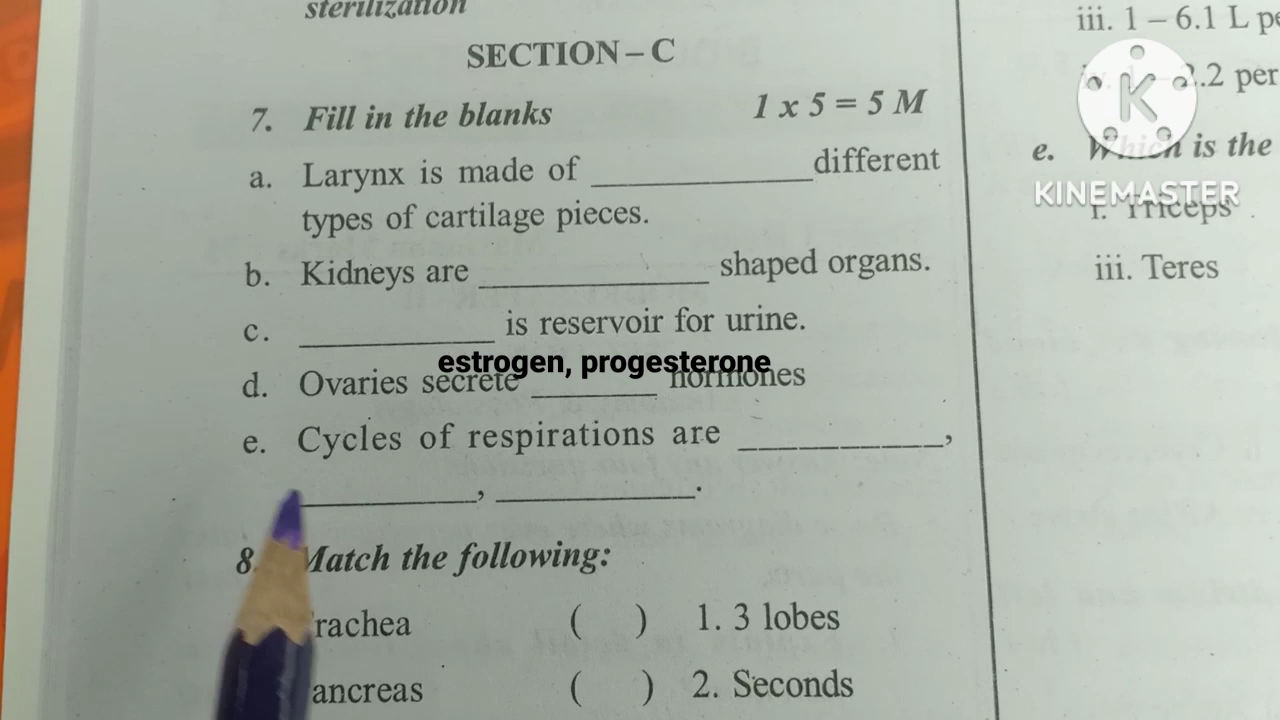 sterilization
SECTION – C
7. Fill in the blanks 1 x 5 = 5 M
a. Larynx is made of ____________ different
types of cartilage pieces.
b. Kidneys are ____________ shaped organs.
c. ____________ is reservoir for urine.
estrogen, progesterone
d. Ovaries secrete ________ hormones
e. Cycles of respirations are ____________,
____________, ____________.
8. Match the following:
rachea ( ) 1. 3 lobes
ancreas ( ) 2. Seconds
iii. 1 – 6.1 L pe
2.2 per
e. Which is the
KINEMASTER
i. Triceps
iii. Teres